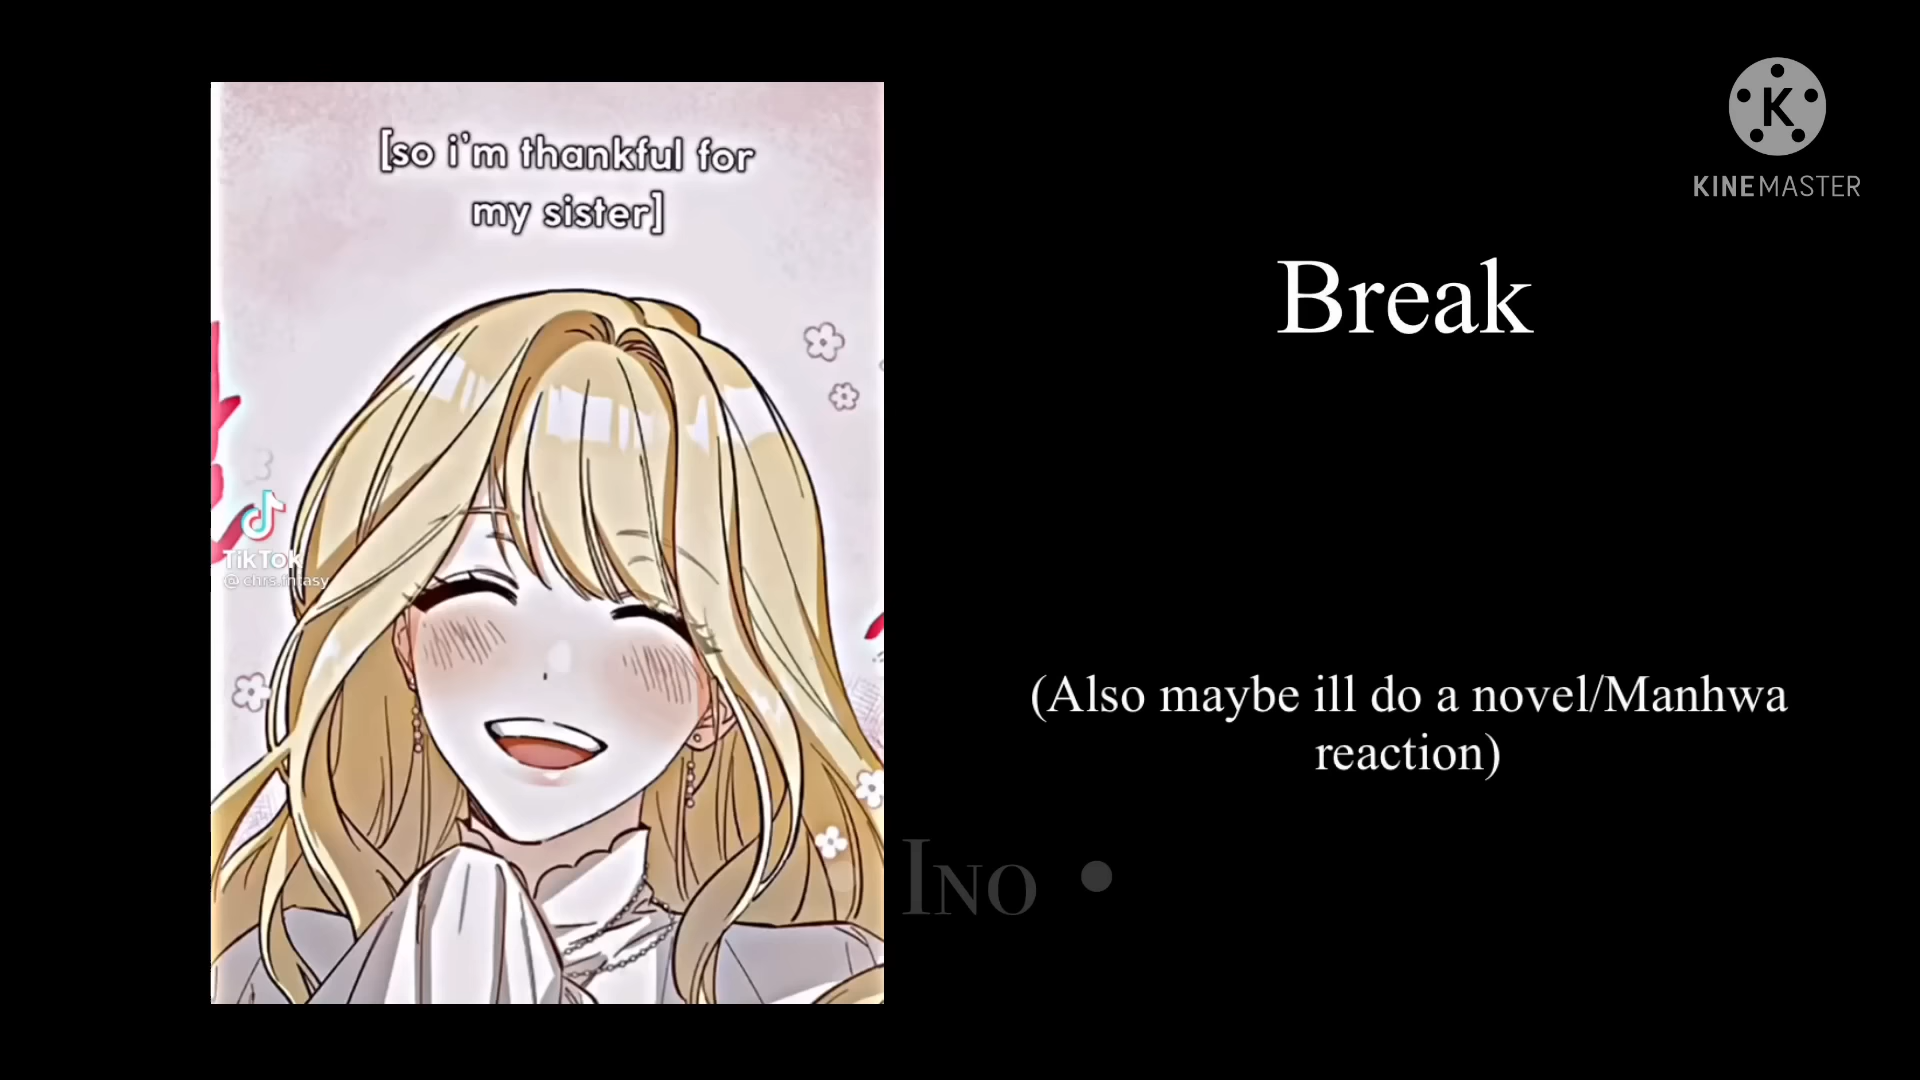 [so i'm thankful for
my sister]
TikTok
K
KINEMASTER
Break
(Also maybe ill do a novel/Manhwa
reaction)
INO •